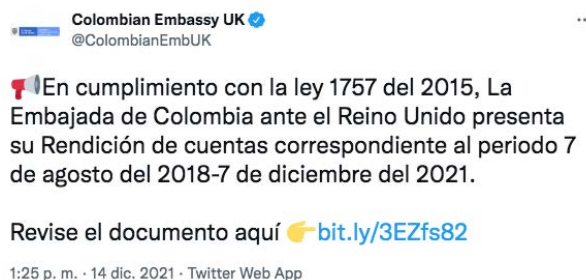 Colombian Embassy UK
@ColombianEmbUK
📢En cumplimiento con la ley 1757 del 2015, La
Embajada de Colombia ante el Reino Unido presenta
su Rendición de cuentas correspondiente al periodo 7
de agosto del 2018-7 de diciembre del 2021.
Revise el documento aquí 👉bit.ly/3EZfs82
1:25 p. m. · 14 dic. 2021 · Twitter Web App